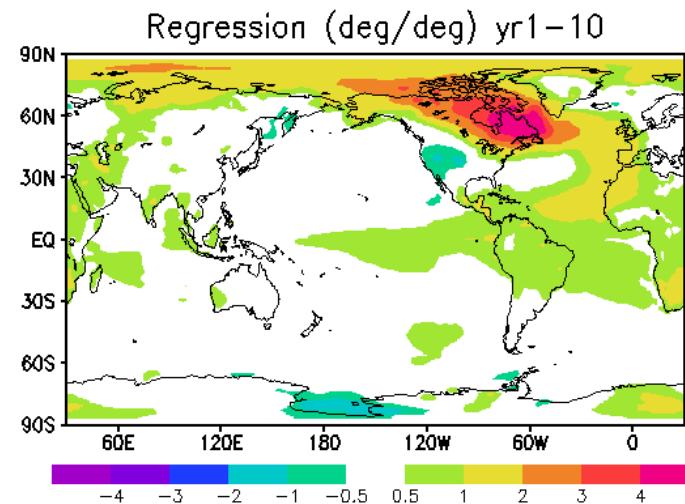 Regression (deg/deg) yr1-10
90N
60N
30N
EQ
30S
60S
90S
60E 120E 180 120W 60W 0
-4 -3 -2 -1 -0.5 0.5 1 2 3 4